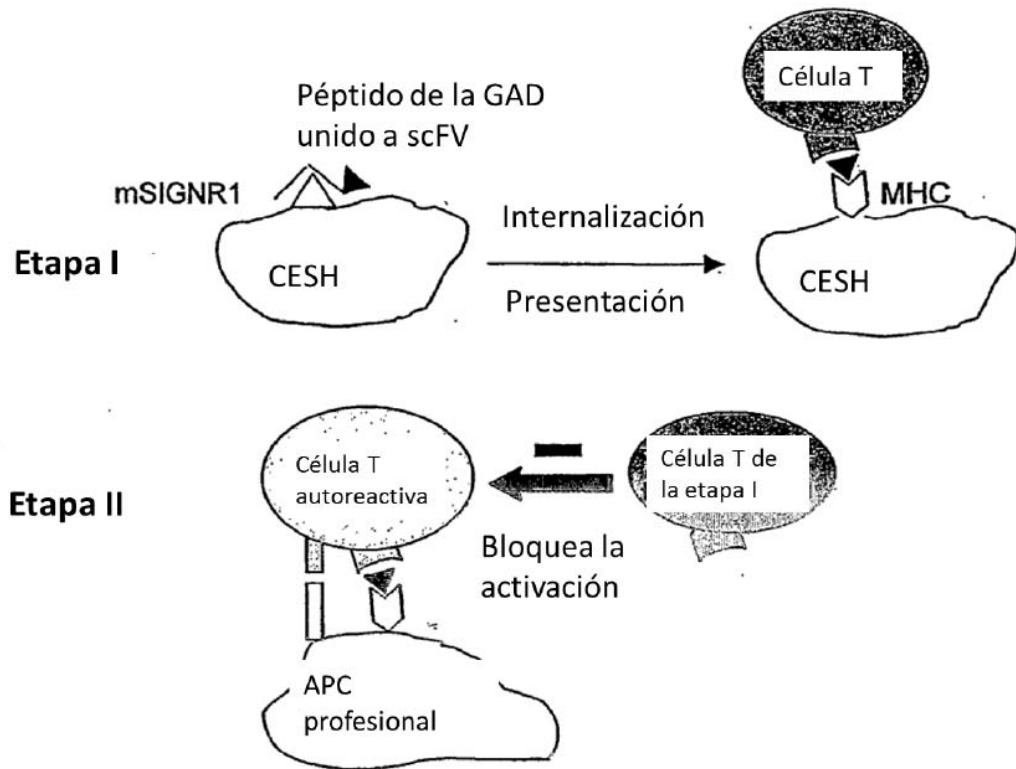 Célula T
Péptido de la GAD
unido a scFV
mSIGNR1
MHC
Internalización
Etapa I
CESH
CESH
Presentación
Célula T
autoreactiva
Célula T de
la etapa I
Etapa II
Bloquea la
activación
APC
profesional